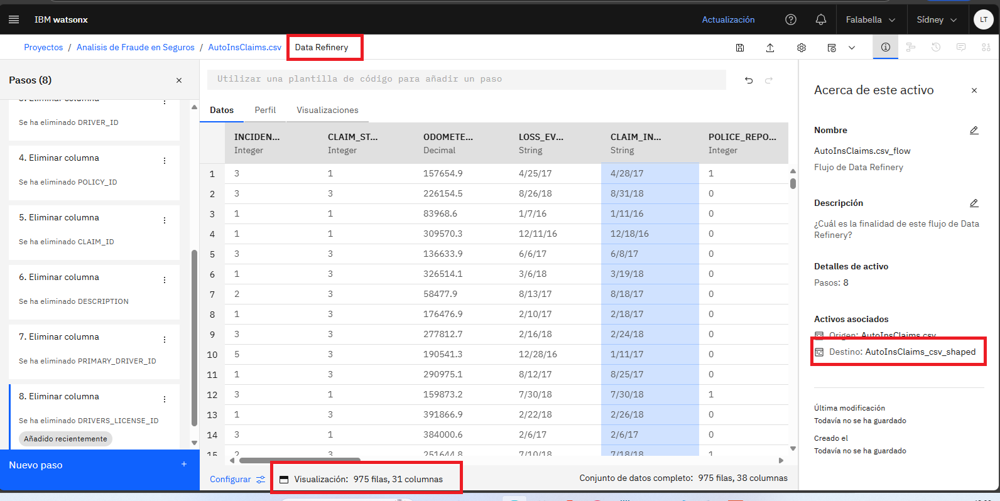 IBM watsonx
Actualización
Falabella
Sídney
LT
Proyectos / Analisis de Fraude en Seguros / AutoInsClaims.csv
Data Refinery
Pasos (8)
Se ha eliminado DRIVER_ID
4. Eliminar columna
Se ha eliminado POLICY_ID
5. Eliminar columna
Se ha eliminado CLAIM_ID
6. Eliminar columna
Se ha eliminado DESCRIPTION
7. Eliminar columna
Se ha eliminado PRIMARY_DRIVER_ID
8. Eliminar columna
Se ha eliminado DRIVERS_LICENSE_ID
Añadido recientemente
Nuevo paso +
Utilizar una plantilla de código para añadir un paso
Datos Perfil Visualizaciones
INCIDEN... CLAIM_ST... ODOMETE... LOSS_EV... CLAIM_IN... POLICE_REPO...
Integer Integer Decimal String String Integer
1 3 1 157654.9 4/25/17 4/28/17 1
2 3 3 226154.5 8/26/18 8/31/18 0
3 1 1 83968.6 1/7/16 1/11/16 0
4 1 1 309570.3 12/11/16 12/18/16 0
5 3 3 136633.9 6/6/17 6/8/17 0
6 1 3 326514.1 3/6/18 3/19/18 0
7 2 3 58477.9 8/13/17 8/18/17 0
8 1 3 176476.9 2/10/17 2/18/17 0
9 3 3 277812.7 2/16/18 2/24/18 0
10 5 3 190541.3 12/28/16 1/11/17 0
11 1 3 290975.1 8/12/17 8/25/17 0
12 3 1 159873.2 7/30/18 7/30/18 1
13 1 3 391866.9 2/22/18 2/26/18 0
14 3 1 384000.6 2/6/17 2/6/17 0
15 2 3 251644.8 7/10/18 7/18/18 1
Configurar
Visualización: 975 filas, 31 columnas
Conjunto de datos completo: 975 filas, 38 columnas
Acerca de este activo
Nombre
AutoInsClaims.csv_flow
Flujo de Data Refinery
Descripción
¿Cuál es la finalidad de este flujo de Data
Refinery?
Detalles de activo
Pasos: 8
Activos asociados
Origen: AutoInsClaims.csv
Destino: AutoInsClaims_csv_shaped
Última modificación
Todavía no se ha guardado
Creado el
Todavía no se ha guardado